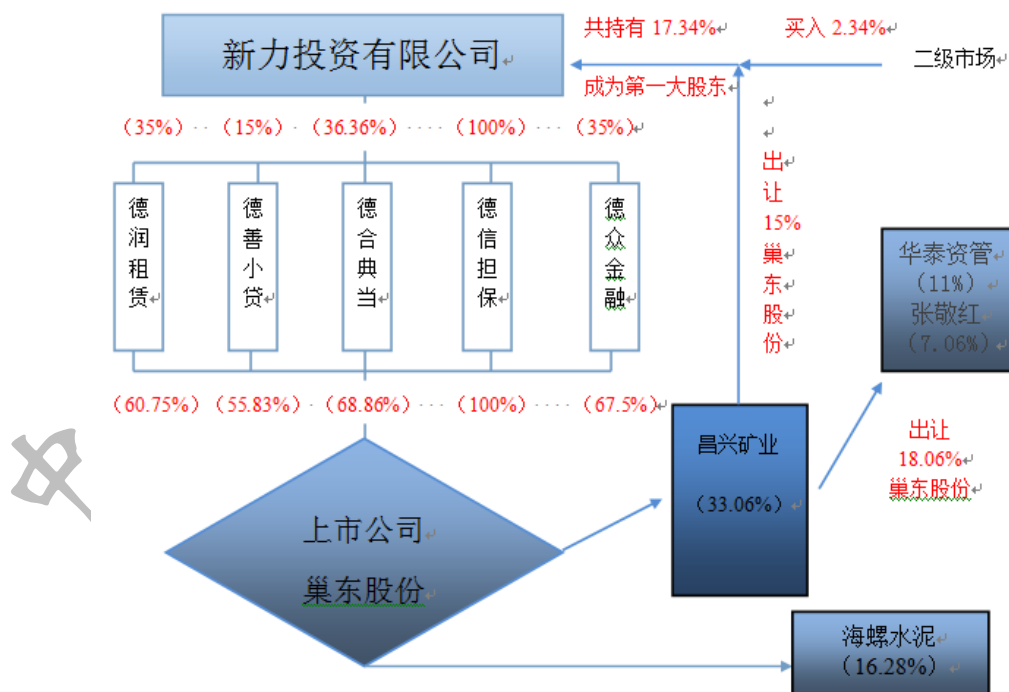 共持有 17.34%
买入 2.34%
新力投资有限公司
二级市场
成为第一大股东
（35%）
（15%）
（36.36%）
（100%）
（35%）
出
让
15%
巢
东
股
份
德
润
租
赁
德
善
小
贷
德
合
典
当
德
信
担
保
德
众
金
融
华泰资管
(11%)
张敬红
(7.06%)
（60.75%）
（55.83%）
（68.86%）
（100%）
（67.5%）
昌兴矿业
（33.06%）
出让
18.06%
巢东股份
中
上市公司
巢东股份
海螺水泥
（16.28%）